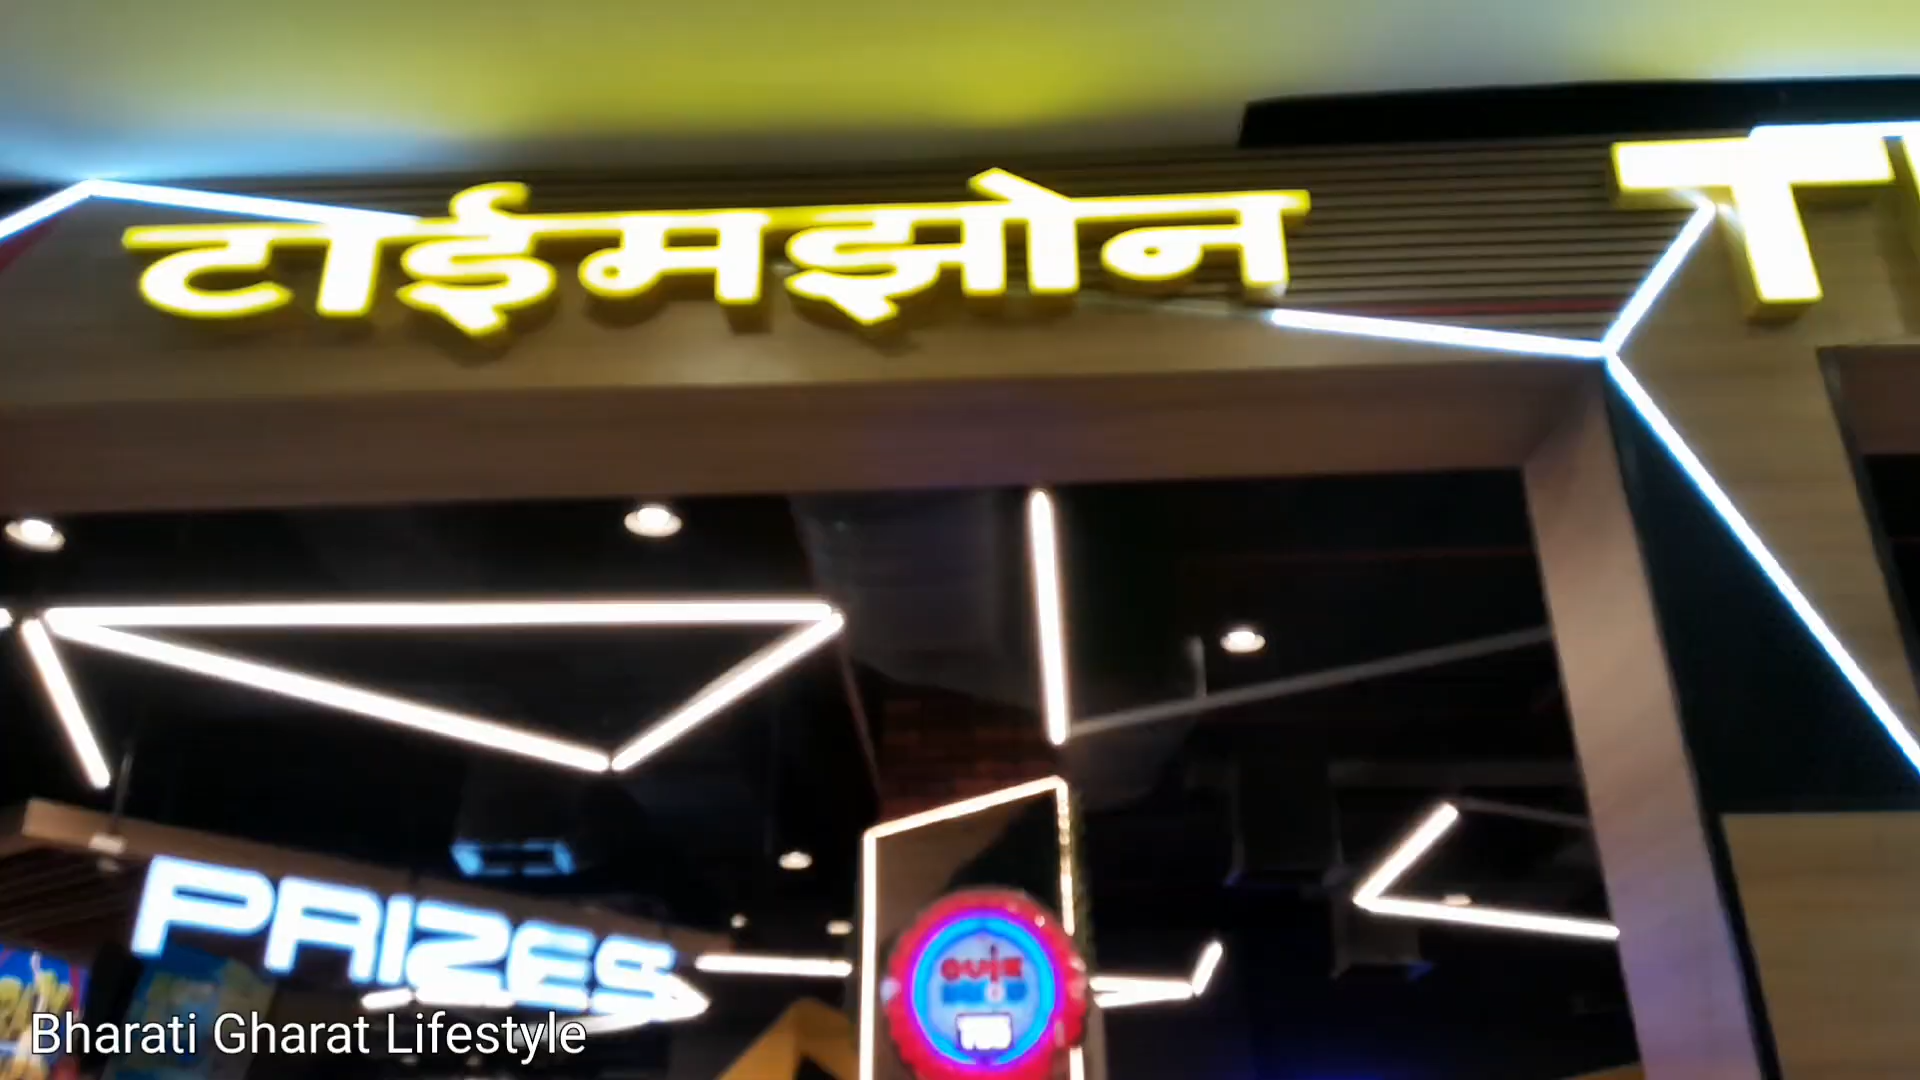 टाईमझोन
T
PRIZES
Bharati Gharat Lifestyle